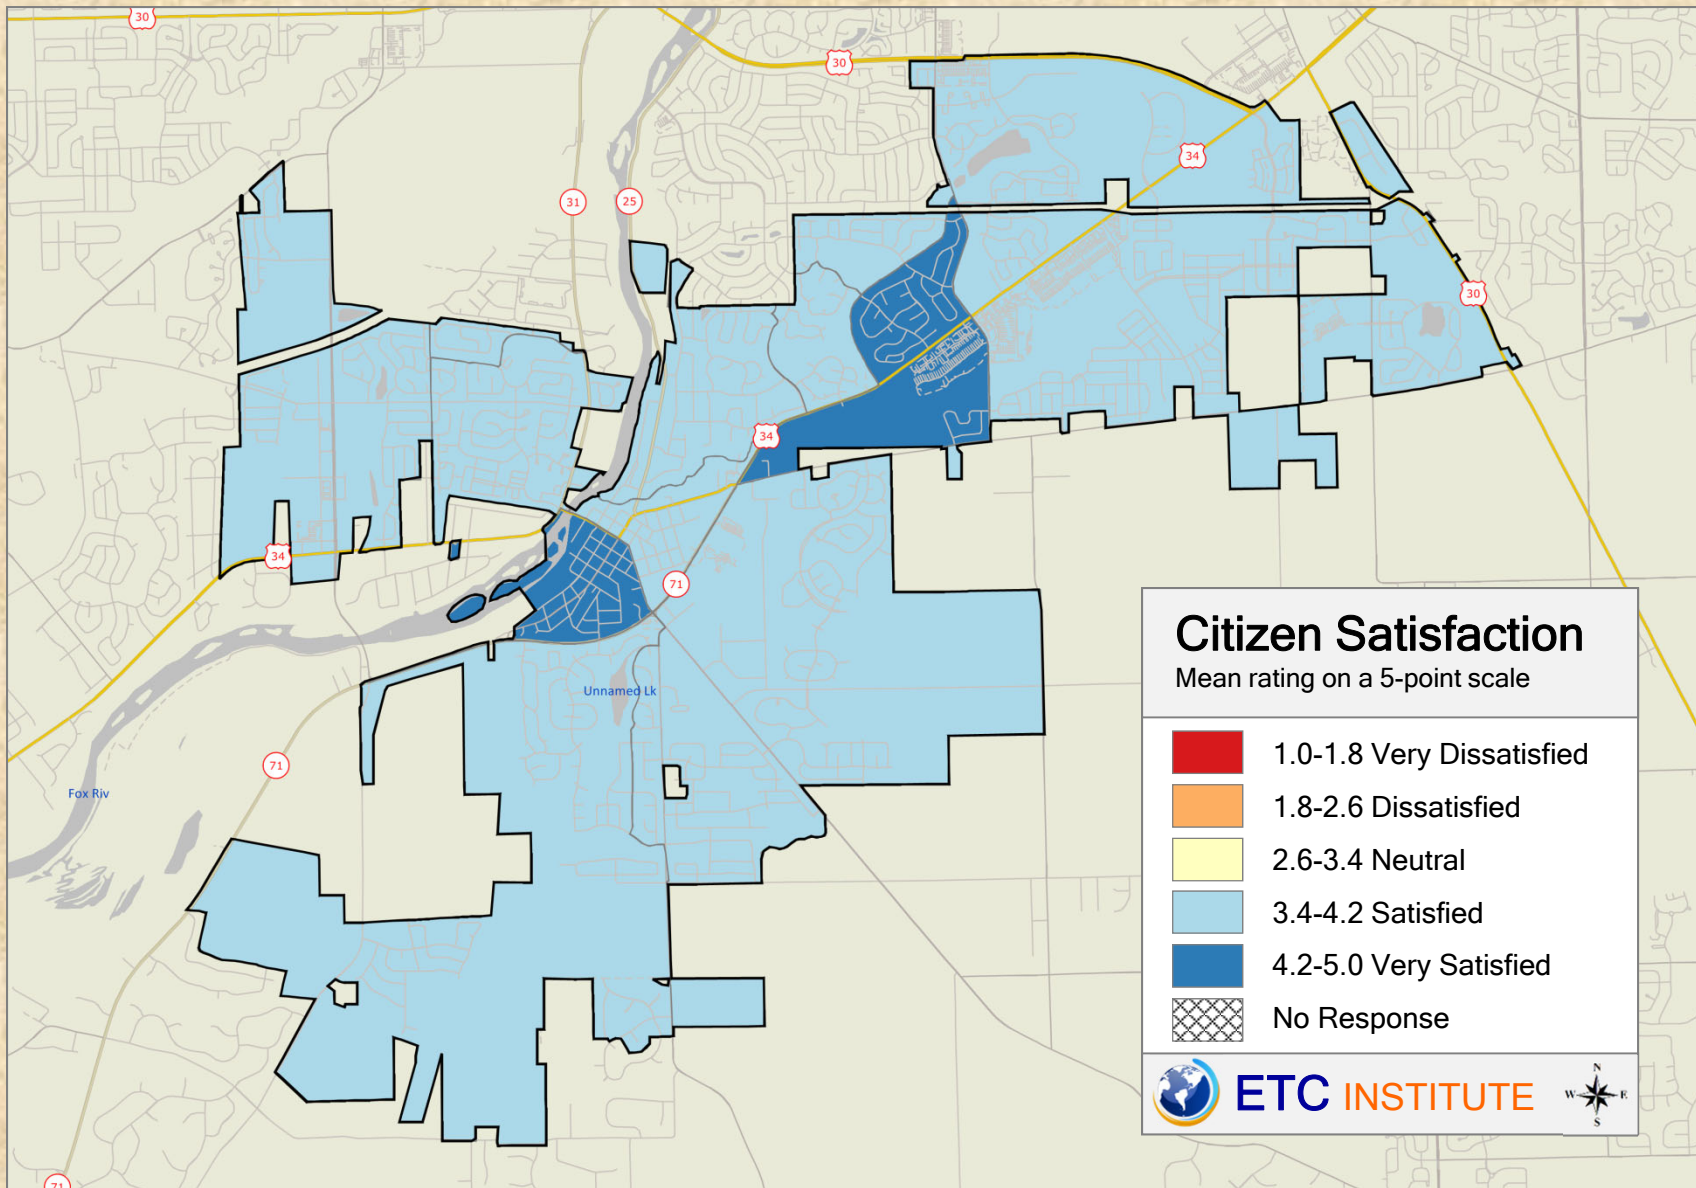 30
30
34
31
25
30
34
34
71
Unnamed Lk
71
Fox Riv
71
Citizen Satisfaction
Mean rating on a 5-point scale
1.0-1.8 Very Dissatisfied
1.8-2.6 Dissatisfied
2.6-3.4 Neutral
3.4-4.2 Satisfied
4.2-5.0 Very Satisfied
No Response
ETC INSTITUTE
N
W E
S